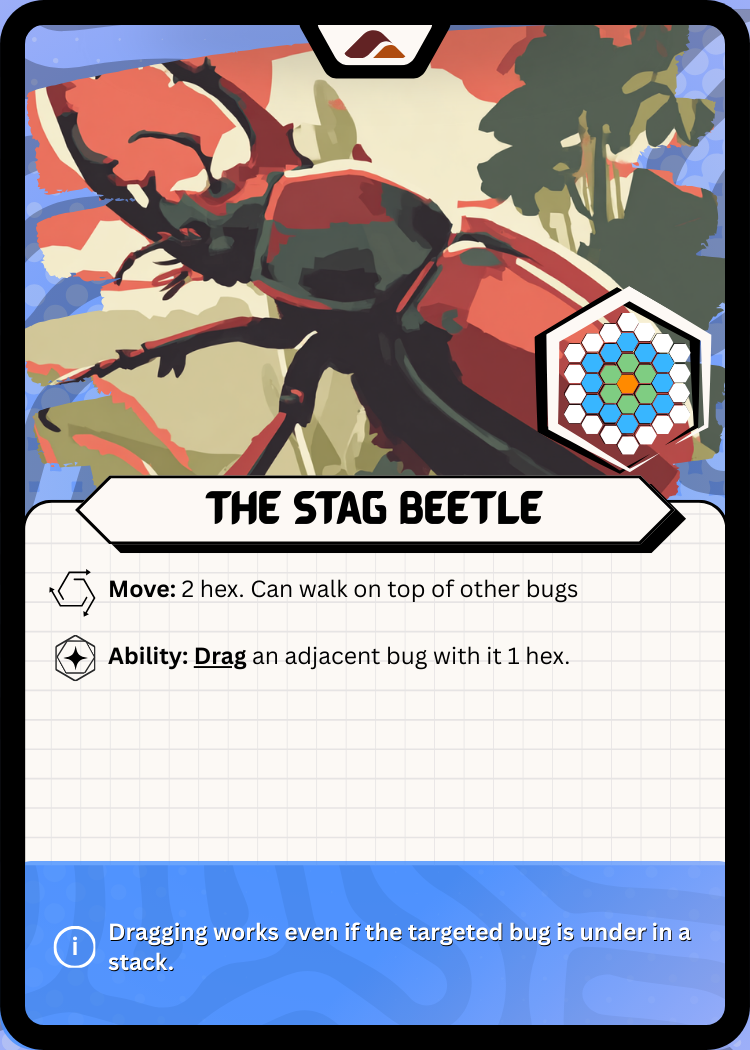 THE STAG BEETLE
Move: 2 hex. Can walk on top of other bugs
Ability: Drag an adjacent bug with it 1 hex.
i
Dragging works even if the targeted bug is under in a
stack.